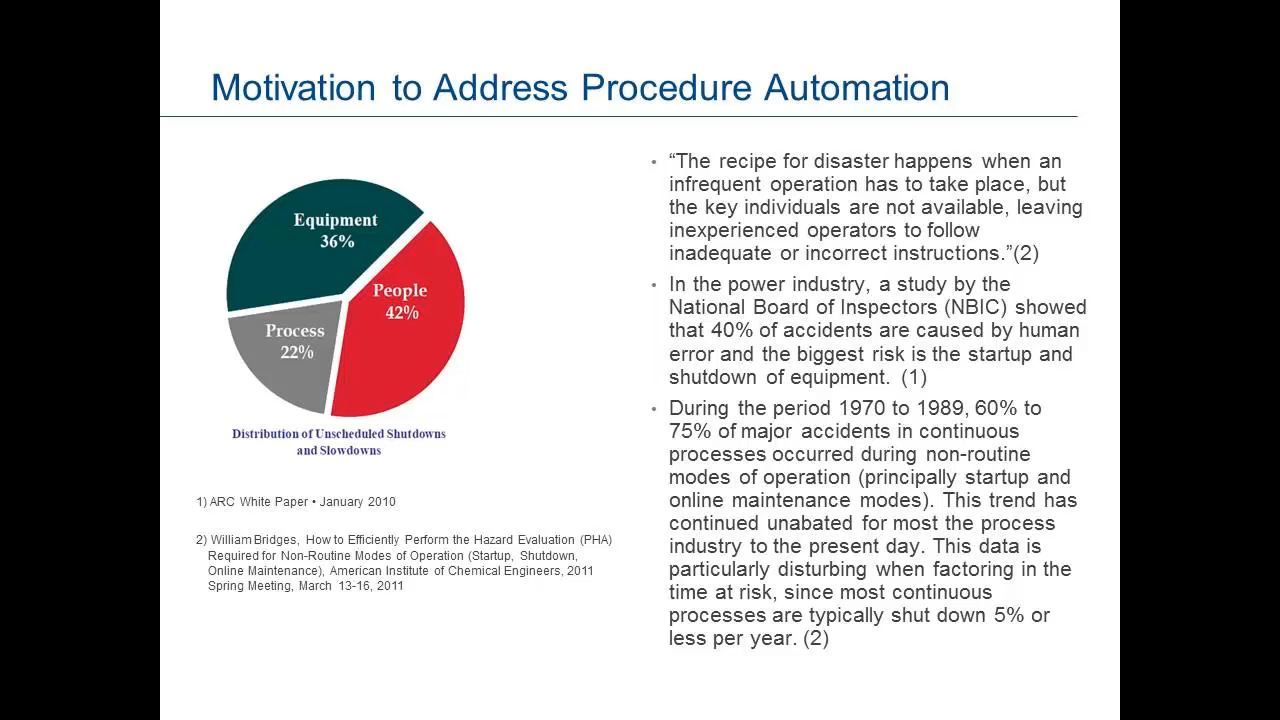 Motivation to Address Procedure Automation
Equipment
36%
People
42%
Process
22%
Distribution of Unscheduled Shutdowns
and Slowdowns
1) ARC White Paper • January 2010
2) William Bridges, How to Efficiently Perform the Hazard Evaluation (PHA)
Required for Non-Routine Modes of Operation (Startup, Shutdown,
Online Maintenance), American Institute of Chemical Engineers, 2011
Spring Meeting, March 13-16, 2011
• “The recipe for disaster happens when an
infrequent operation has to take place, but
the key individuals are not available, leaving
inexperienced operators to follow
inadequate or incorrect instructions.”(2)
• In the power industry, a study by the
National Board of Inspectors (NBIC) showed
that 40% of accidents are caused by human
error and the biggest risk is the startup and
shutdown of equipment. (1)
• During the period 1970 to 1989, 60% to
75% of major accidents in continuous
processes occurred during non-routine
modes of operation (principally startup and
online maintenance modes). This trend has
continued unabated for most the process
industry to the present day. This data is
particularly disturbing when factoring in the
time at risk, since most continuous
processes are typically shut down 5% or
less per year. (2)